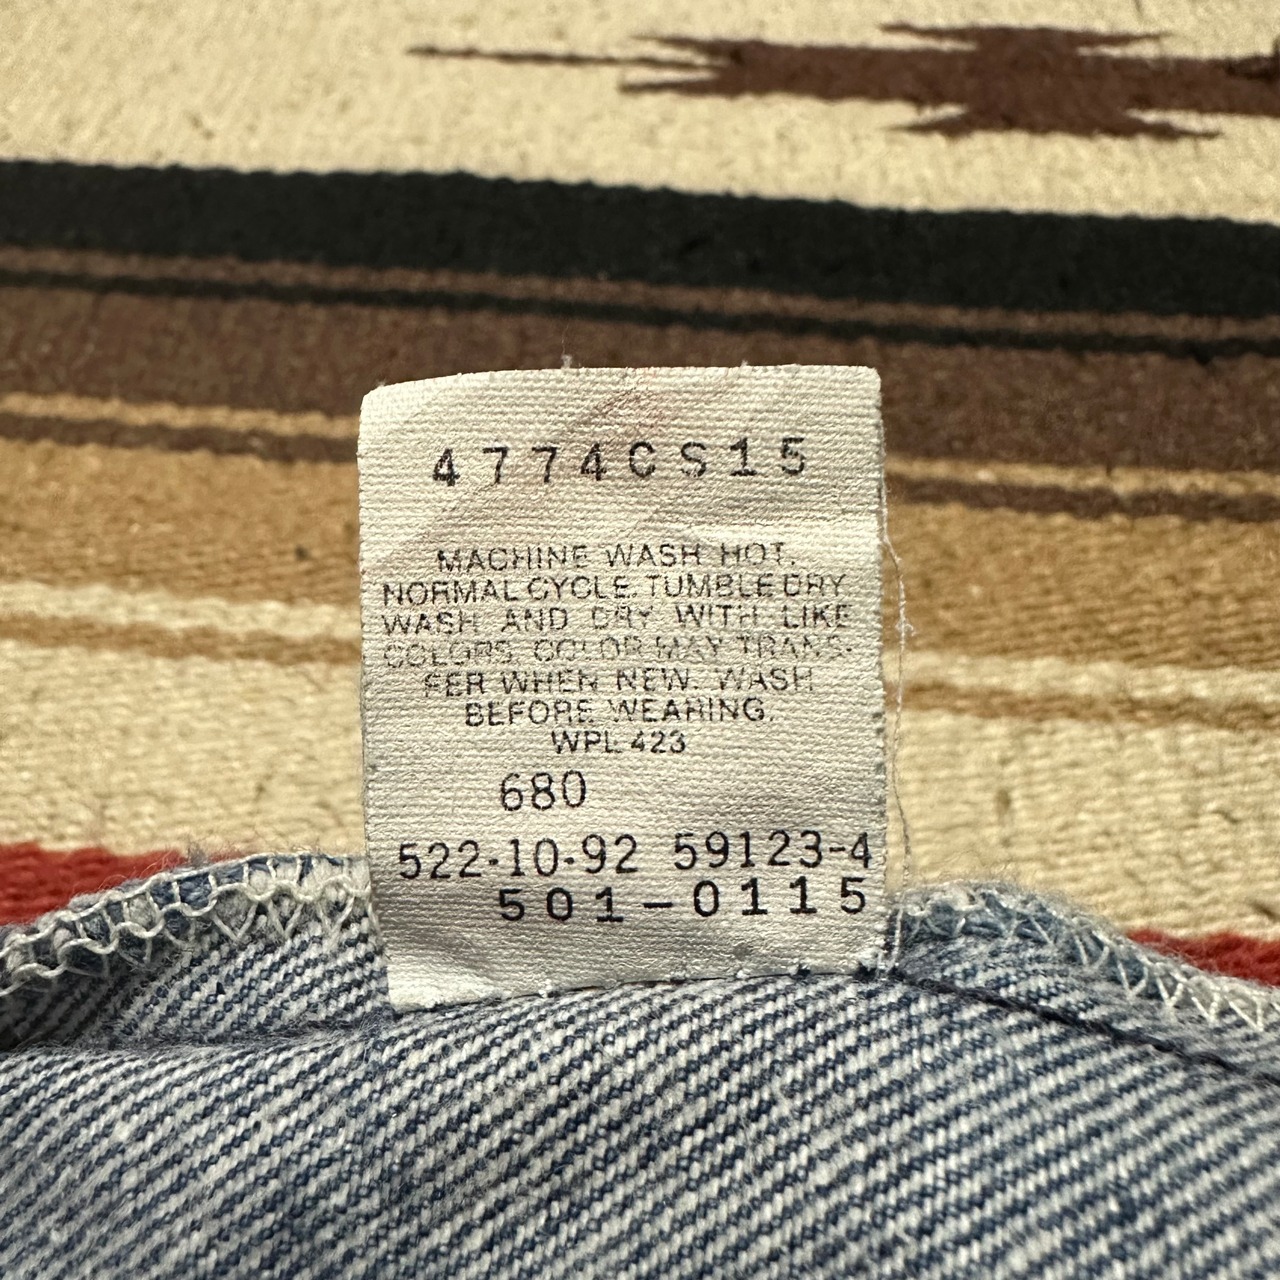 4774CS15
MACHINE WASH HOT.
NORMAL CYCLE. TUMBLE DRY
WASH AND DRY WITH LIKE
COLORS. COLOR MAY TRANS-
FER WHEN NEW. WASH
BEFORE WEARING.
WPL 423
680
522-10-92 59123-4
501-0115